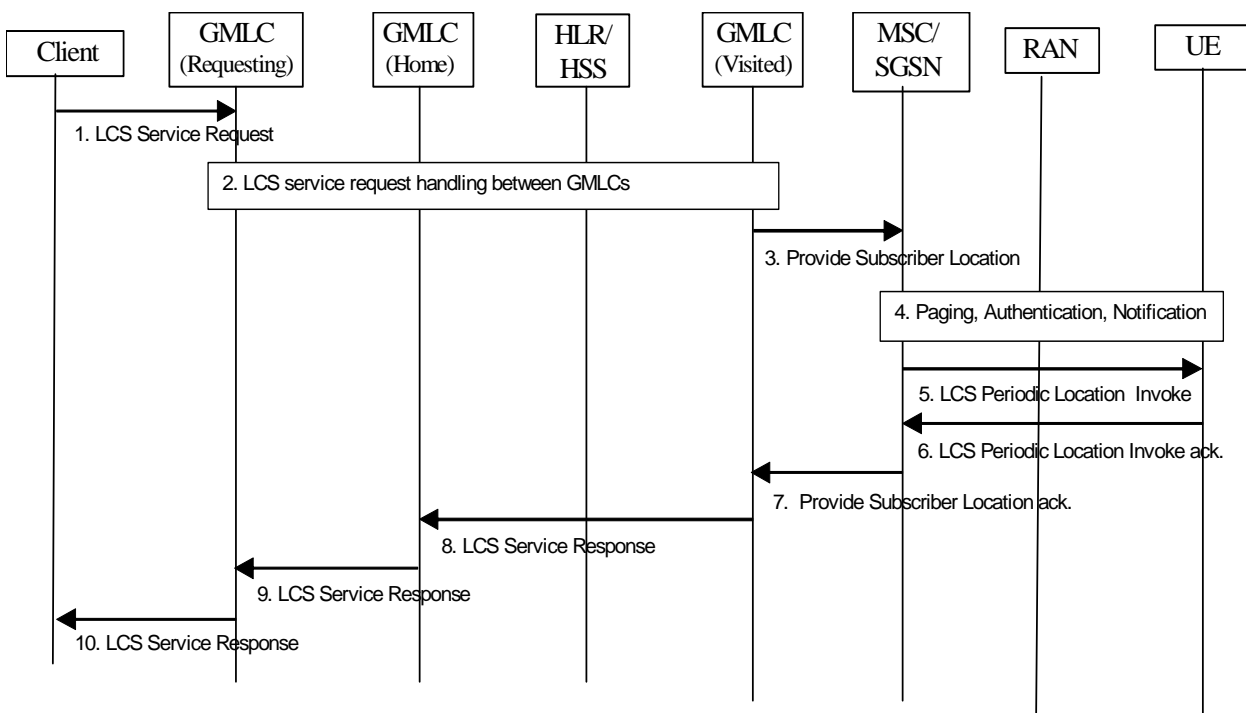 Client
GMLC
(Requesting)
GMLC
(Home)
HLR/
HSS
GMLC
(Visited)
MSC/
SGSN
RAN
UE
1. LCS Service Request
2. LCS service request handling between GMLCs
3. Provide Subscriber Location
4. Paging, Authentication, Notification
5. LCS Periodic Location Invoke
6. LCS Periodic Location Invoke ack.
7. Provide Subscriber Location ack.
8. LCS Service Response
9. LCS Service Response
10. LCS Service Response